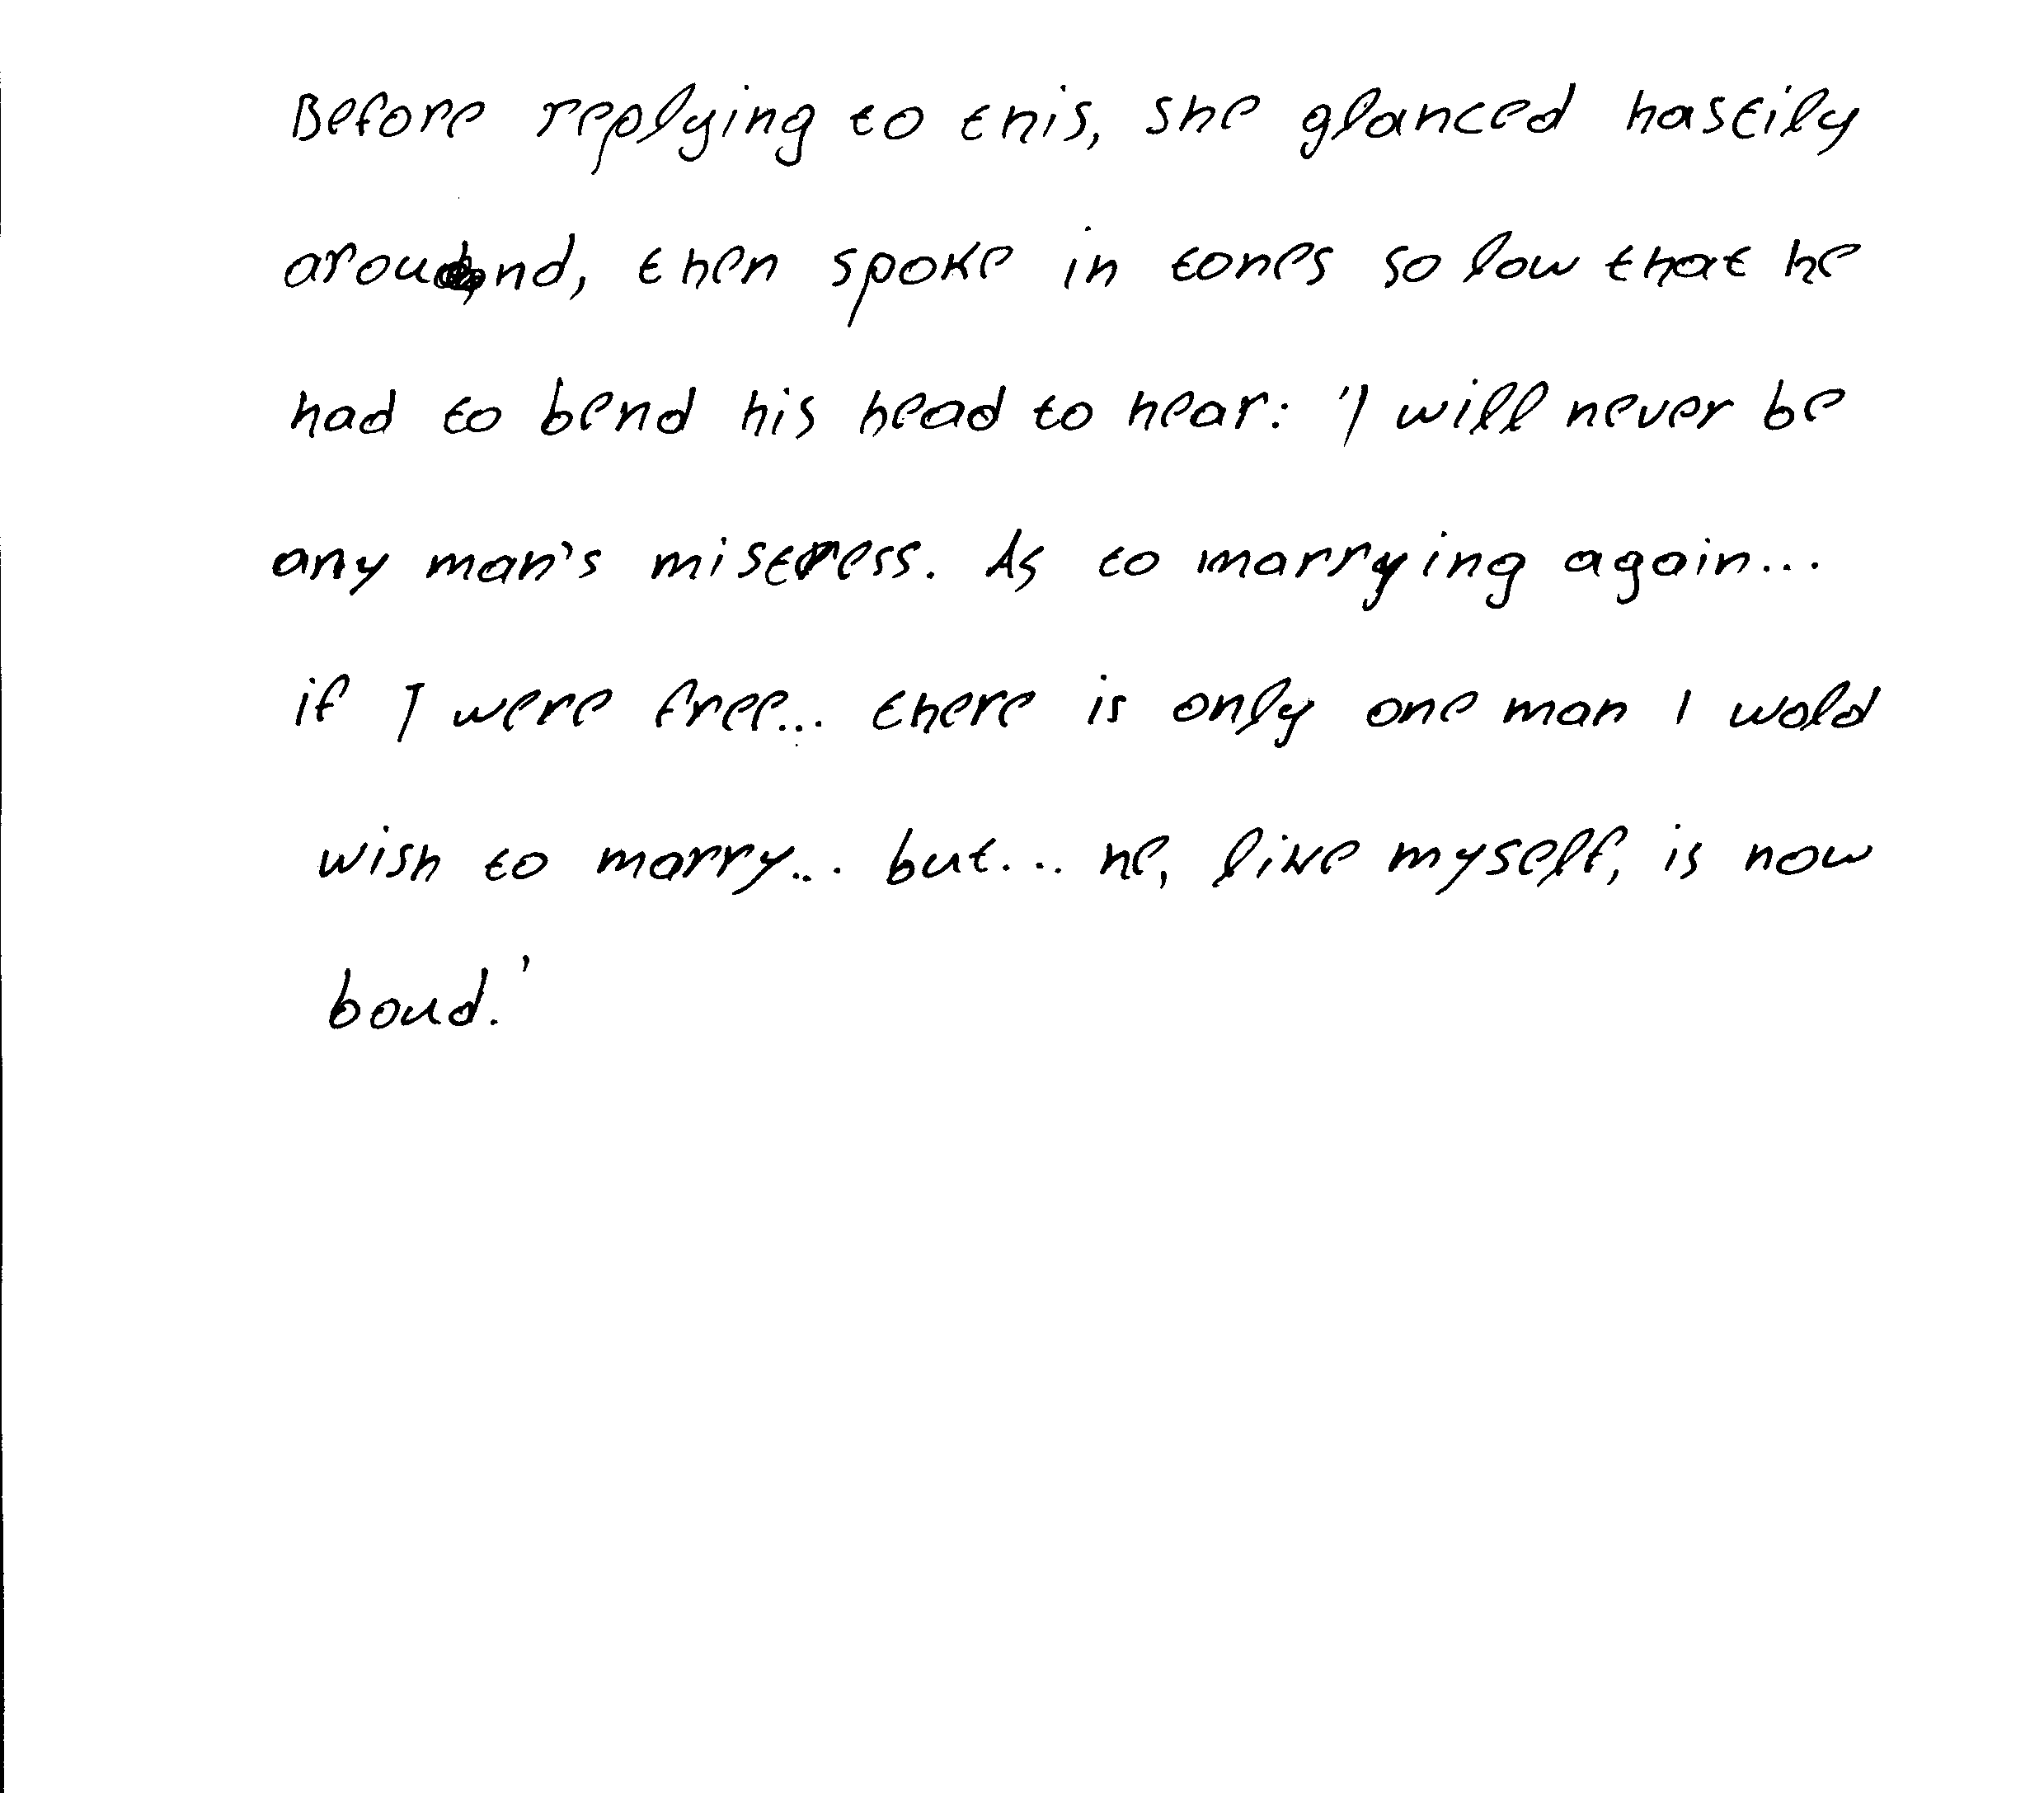 Before replying to this, she glanced hastily
around, then spoke in tones so low that he
had to bend his head to hear: 'I will never be
any man's mistress. As to marrying again...
if I were free... there is only one man I wold
wish to marry... but... he, like myself, is now
boud.'